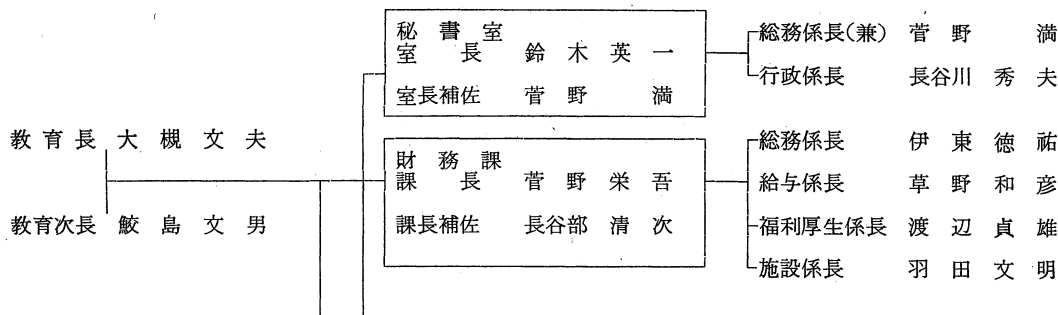 教育長 大槻文夫
教育次長 鮫島文男
秘書室
室長 鈴木英一
室長補佐 菅野満
総務係長(兼) 菅野満
行政係長 長谷川秀夫
財務課
課長 菅野栄吾
課長補佐 長谷部清次
総務係長 伊東徳祐
給与係長 草野和彦
福利厚生係長 渡辺貞雄
施設係長 羽田文明